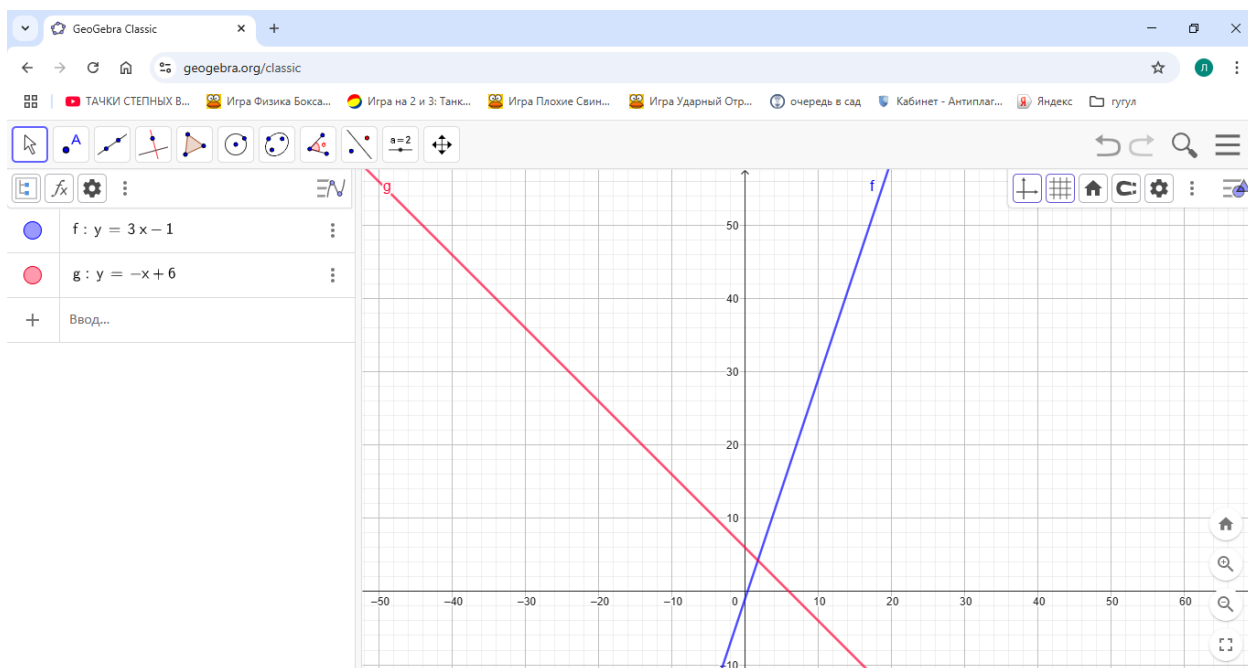 GeoGebra Classic
geogebra.org/classic
Л
ТАЧКИ СТЕПНЫХ В... Игра Физика Бокса... Игра на 2 и 3: Танк... Игра Плохие Свин... Игра Ударный Отр... очередь в сад Кабинет - Антиплаг... Яндекс гугул
A a=2
fx
f : y = 3 x – 1
g : y = –x + 6
Ввод...
g f
50
40
30
20
10
–50 –40 –30 –20 –10 0 10 20 30 40 50 60
–10